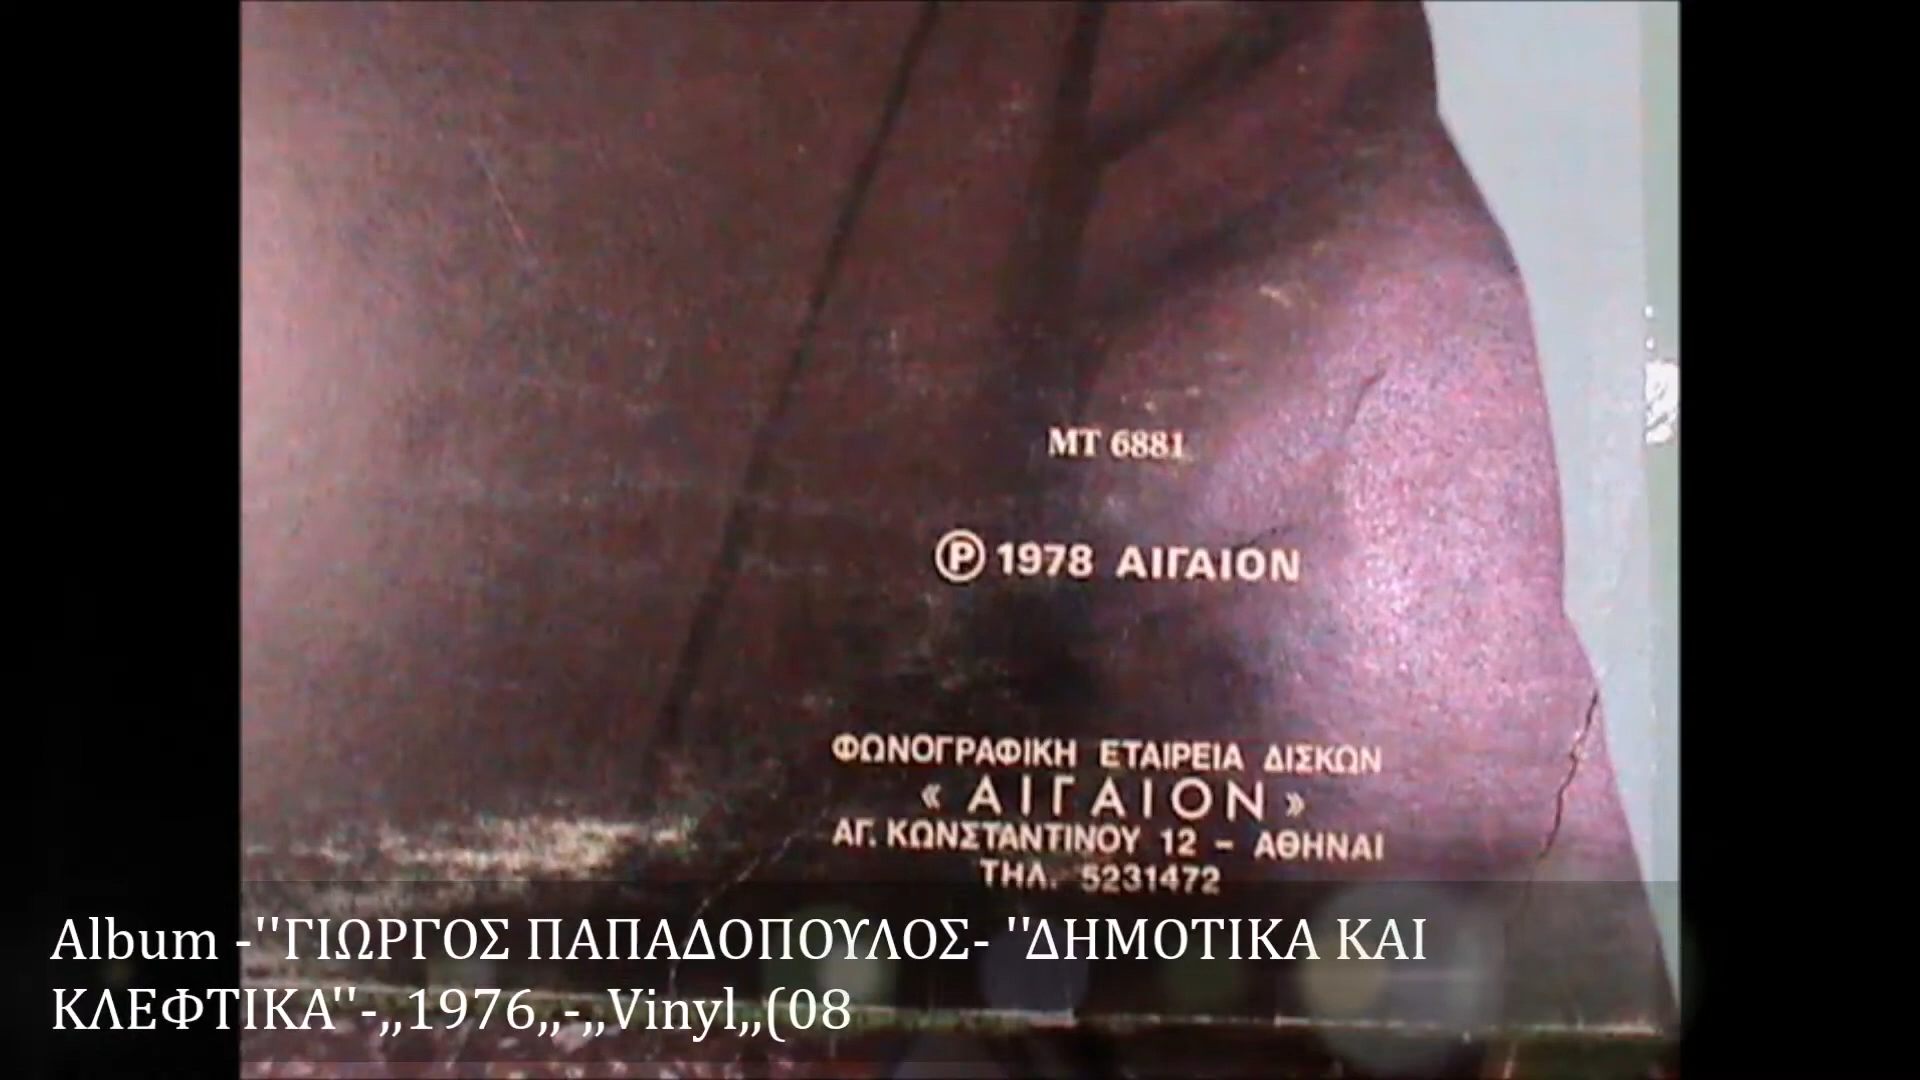 MT 6881
Ⓟ 1978 ΑΙΓΑΙΟΝ
ΦΩΝΟΓΡΑΦΙΚΗ ΕΤΑΙΡΕΙΑ ΔΙΣΚΩΝ
« ΑΙΓΑΙΟΝ »
ΑΓ. ΚΩΝΣΤΑΝΤΙΝΟΥ 12 – ΑΘΗΝΑΙ
ΤΗΛ. 5231472
Album -''ΓΙΩΡΓΟΣ ΠΑΠΑΔΟΠΟΥΛΟΣ- ''ΔΗΜΟΤΙΚΑ ΚΑΙ
ΚΛΕΦΤΙΚΑ''-,,1976,,-,,Vinyl,,(08